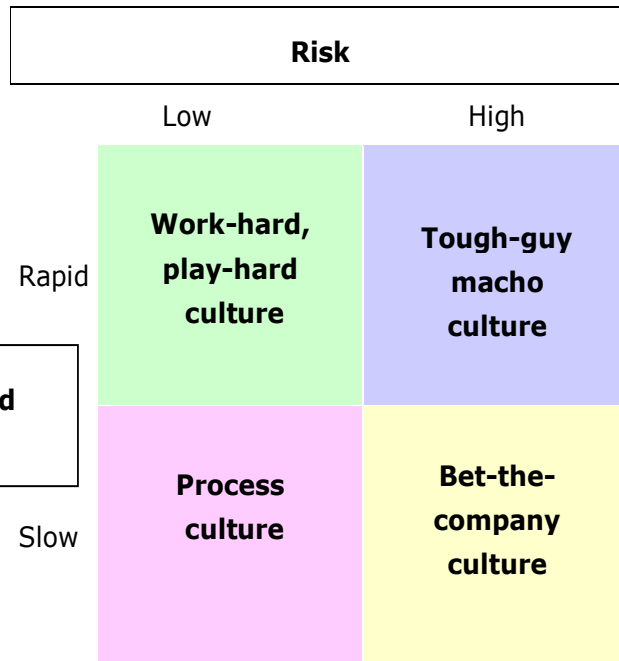 Risk
Low High
Work-hard,
play-hard
culture
Tough-guy
macho
culture
Rapid
Process
culture
Bet-the-
company
culture
Slow